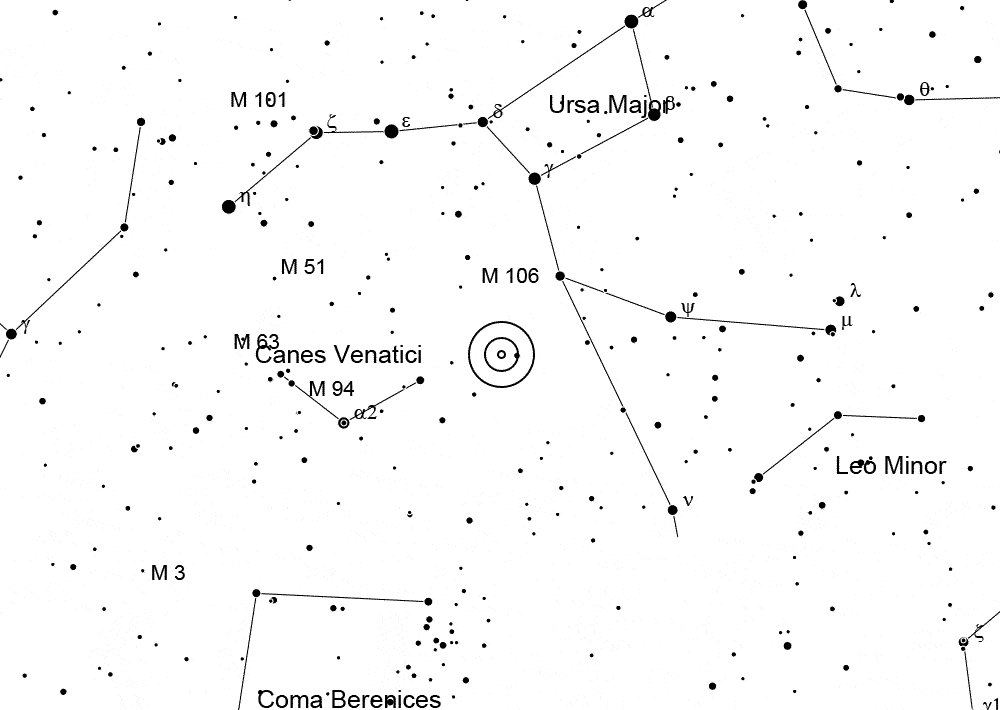 α
θ
M 101
Ursa Major
β
δ
ζ
ε
γ
η
M 51
M 106
λ
ψ
μ
γ
M 63
Canes Venatici
M 94
α2
Leo Minor
ν
M 3
ζ
Coma Berenices
γ1